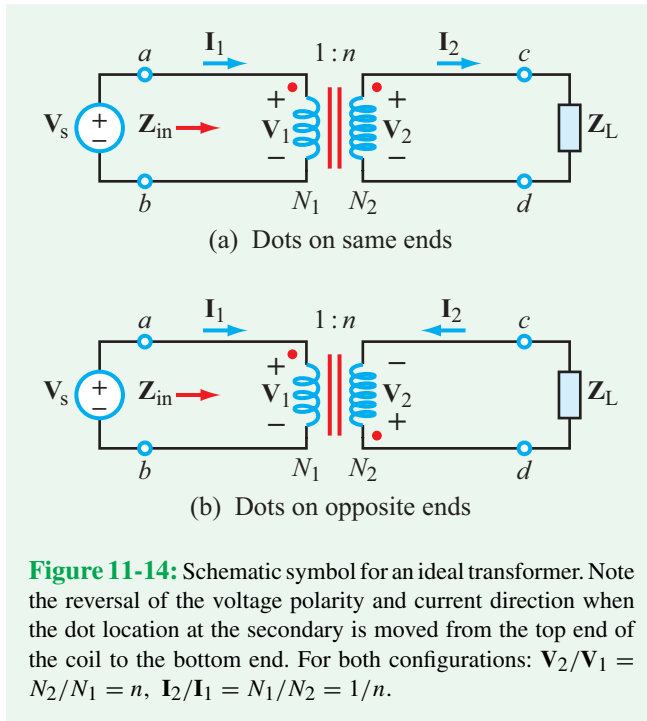 a I₁ 1 : n I₂ c
+ +
Vₛ + − Zᵢₙ V₁ V₂ Z_L
− −
b N₁ N₂ d
(a) Dots on same ends
a I₁ 1 : n I₂ c
+ −
Vₛ + − Zᵢₙ V₁ V₂ Z_L
− +
b N₁ N₂ d
(b) Dots on opposite ends
Figure 11-14: Schematic symbol for an ideal transformer. Note
the reversal of the voltage polarity and current direction when
the dot location at the secondary is moved from the top end of
the coil to the bottom end. For both configurations: V₂/V₁ =
N₂/N₁ = n, I₂/I₁ = N₁/N₂ = 1/n.